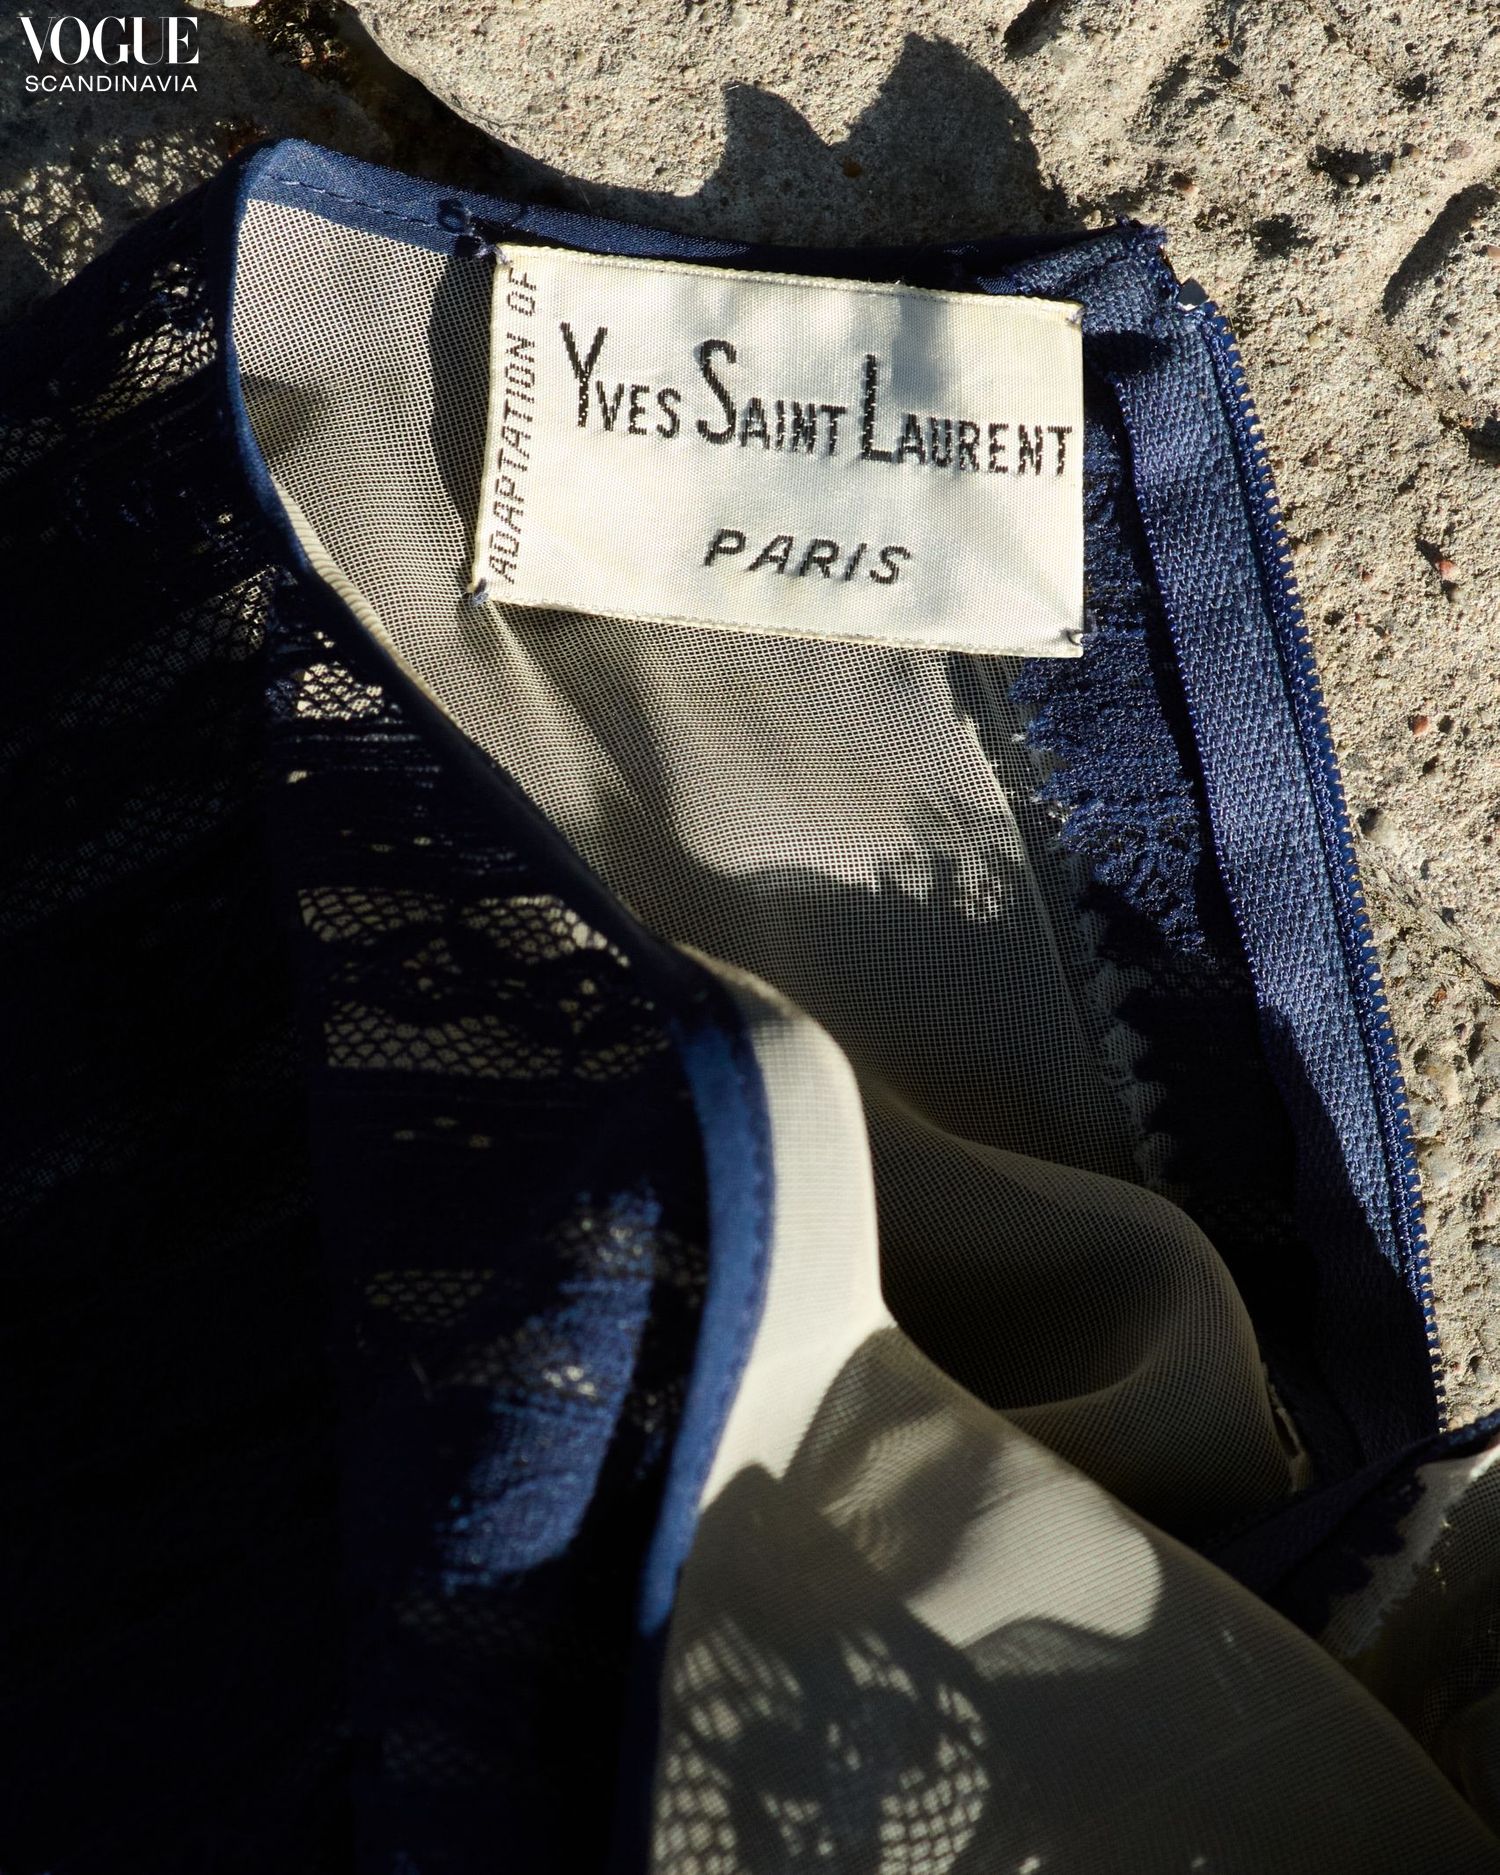 VOGUE
SCANDINAVIA
ADAPTATION OF
YVES SAINT LAURENT
PARIS